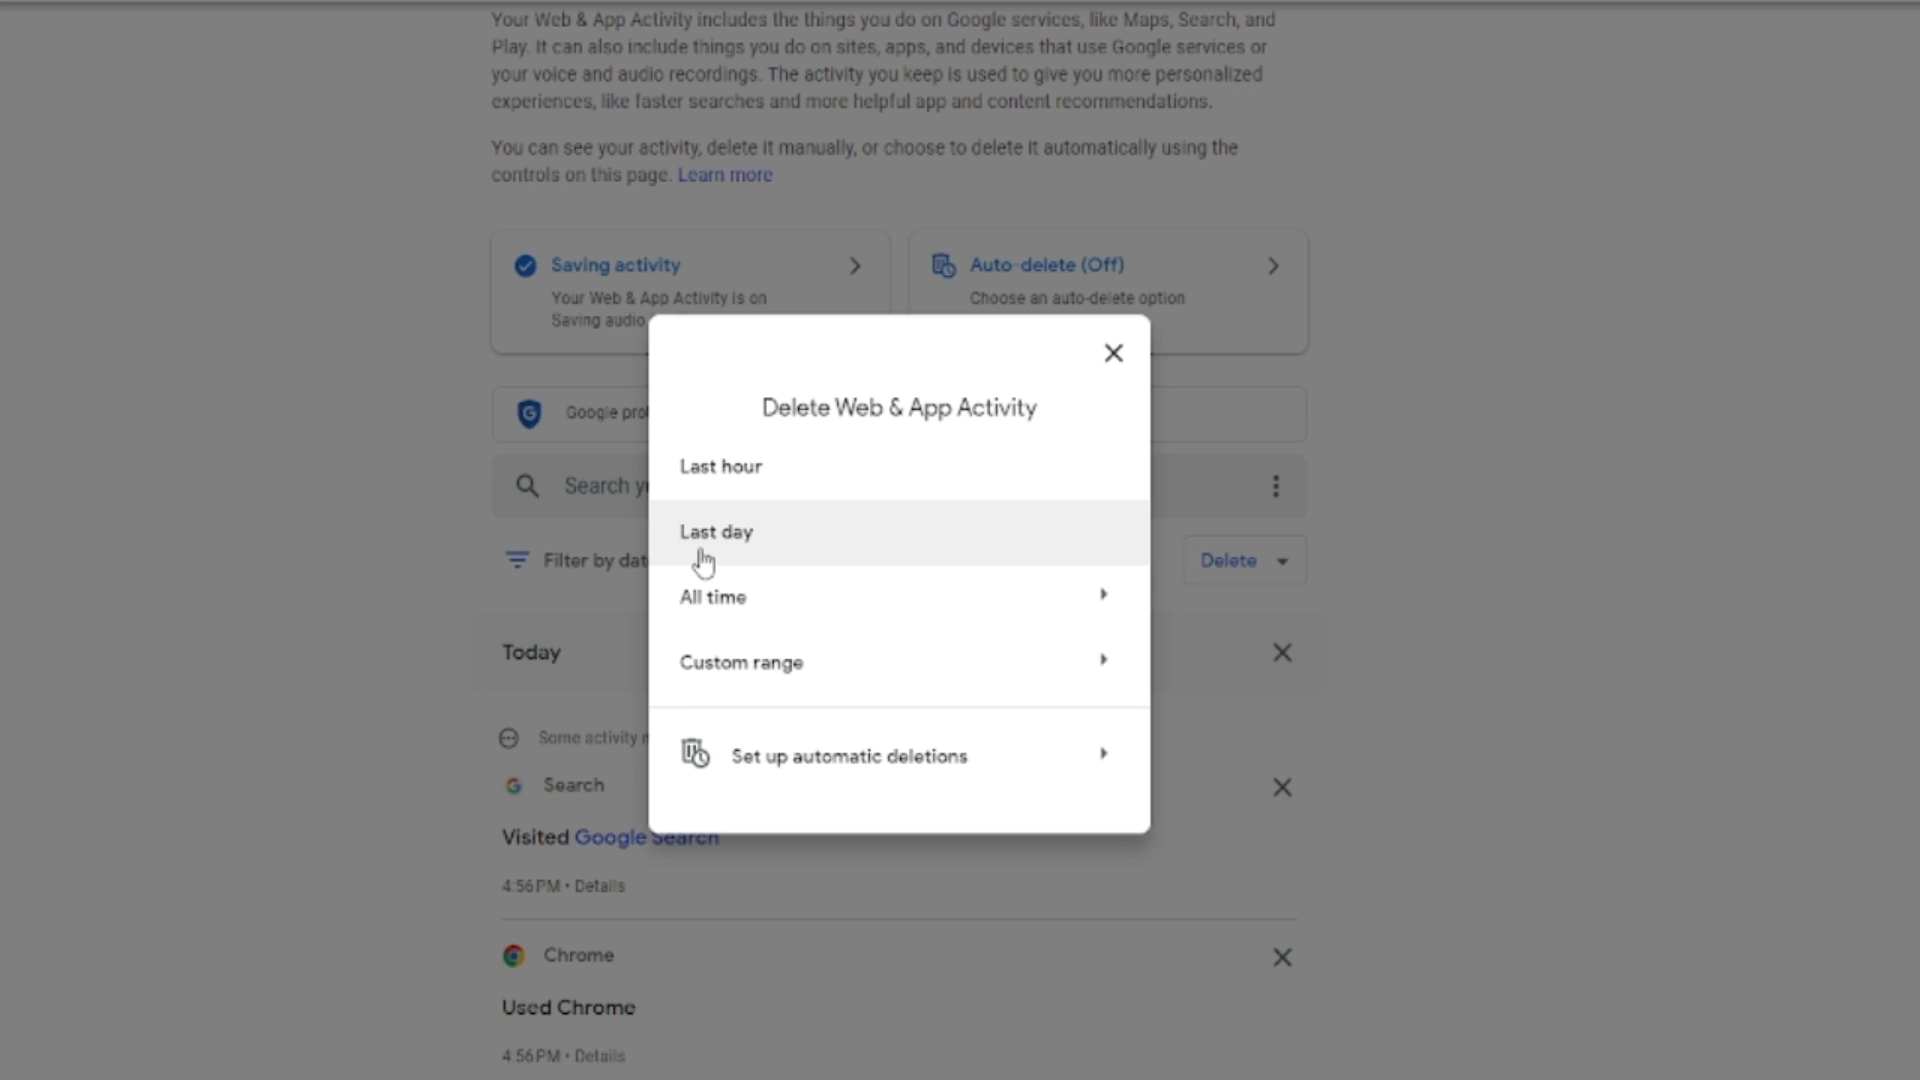 Your Web & App Activity includes the things you do on Google services, like Maps, Search, and
Play. It can also include things you do on sites, apps, and devices that use Google services or
your voice and audio recordings. The activity you keep is used to give you more personalized
experiences, like faster searches and more helpful app and content recommendations.
You can see your activity, delete it manually, or choose to delete it automatically using the
controls on this page. Learn more
Saving activity
Your Web & App Activity is on
Saving audio
Auto-delete (Off)
Choose an auto-delete option
Delete Web & App Activity
Last hour
Last day
All time
Custom range
Set up automatic deletions
Google
Search
Filter by
Delete
Today
Some activity
Search
Visited Google Search
4:56 PM • Details
Chrome
Used Chrome
4:56 PM • Details